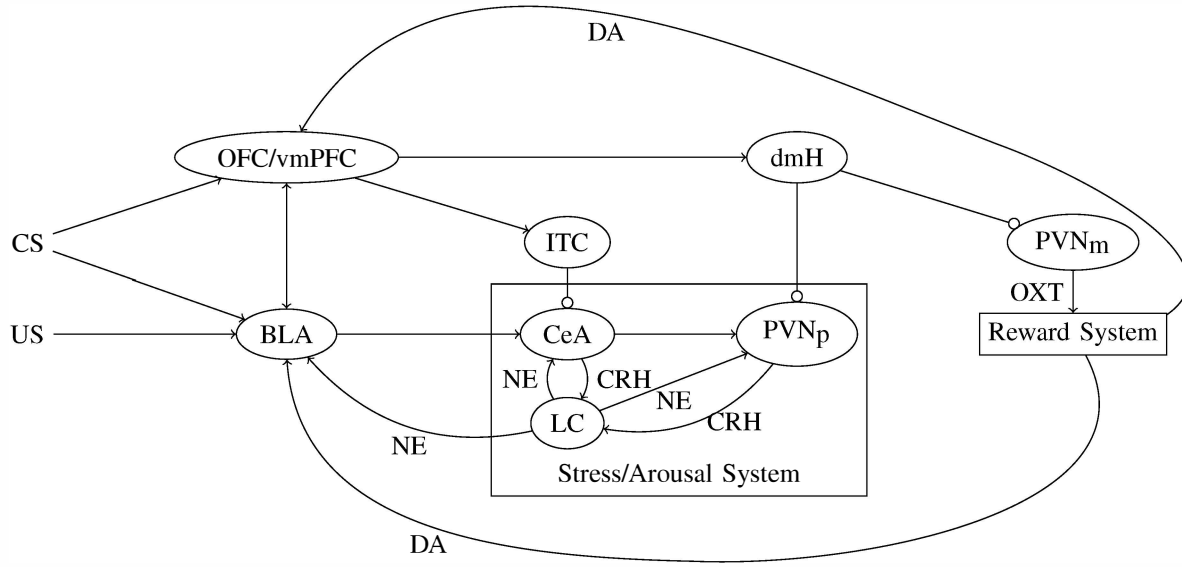 DA
OFC/vmPFC
dmH
CS
ITC
PVNm
OXT
US
BLA
CeA
PVNp
Reward System
NE
CRH
NE
LC
CRH
NE
Stress/Arousal System
DA